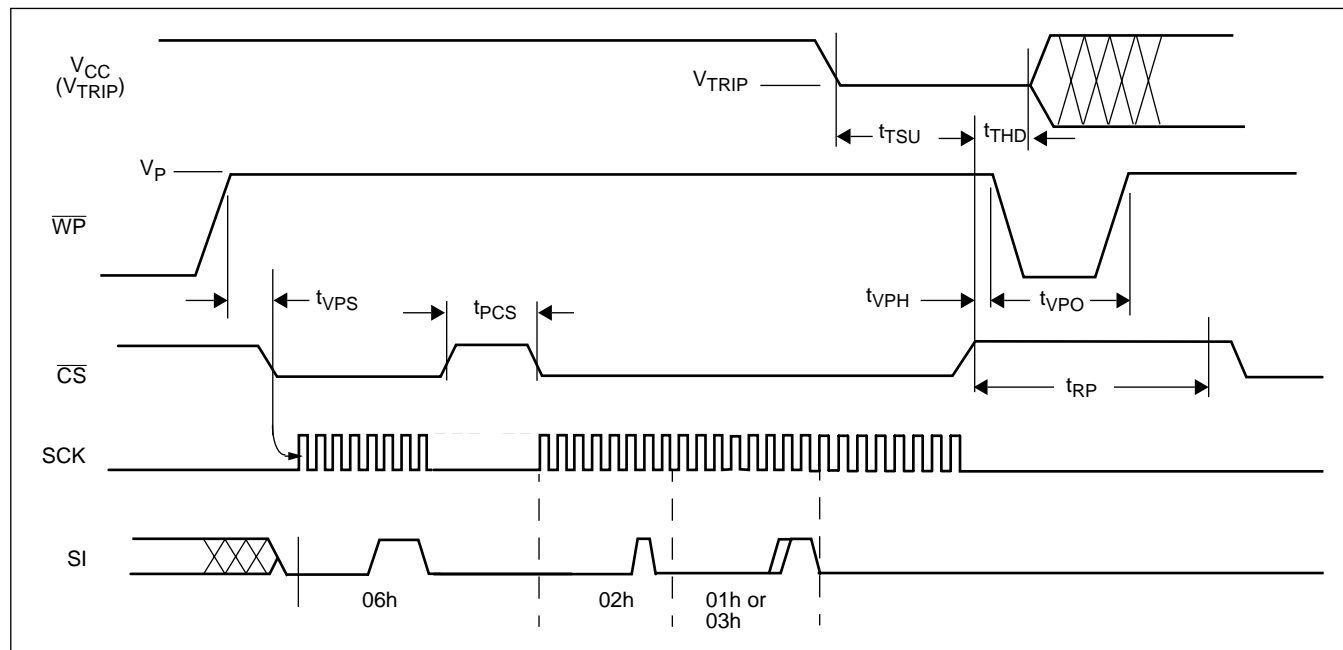 VCC
(VTRIP)
VTRIP
tTSU
tTHD
VP
WP
tVPS
tPCS
tVPH
tVPO
CS
tRP
SCK
SI
06h
02h
01h or
03h